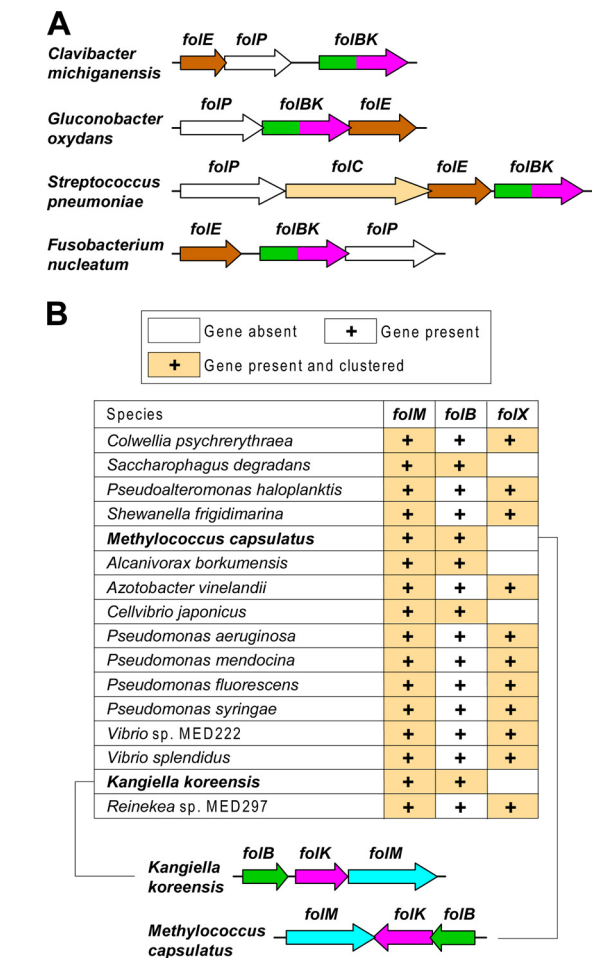 A
folE folP folBK
Clavibacter
michiganensis
folP folBK folE
Gluconobacter
oxydans
folP folC folE folBK
Streptococcus
pneumoniae
folE folBK folP
Fusobacterium
nucleatum
B
Gene absent + Gene present
+ Gene present and clustered
Species folM folB folX
Colwellia psychrerythraea + + +
Saccharophagus degradans + +
Pseudoalteromonas haloplanktis + + +
Shewanella frigidimarina + + +
Methylococcus capsulatus + +
Alcanivorax borkumensis + +
Azotobacter vinelandii + + +
Cellvibrio japonicus + +
Pseudomonas aeruginosa + + +
Pseudomonas mendocina + + +
Pseudomonas fluorescens + + +
Pseudomonas syringae + + +
Vibrio sp. MED222 + + +
Vibrio splendidus + + +
Kangiella koreensis + +
Reinekea sp. MED297 + + +
folB folK folM
Kangiella
koreensis
folM folK folB
Methylococcus
capsulatus